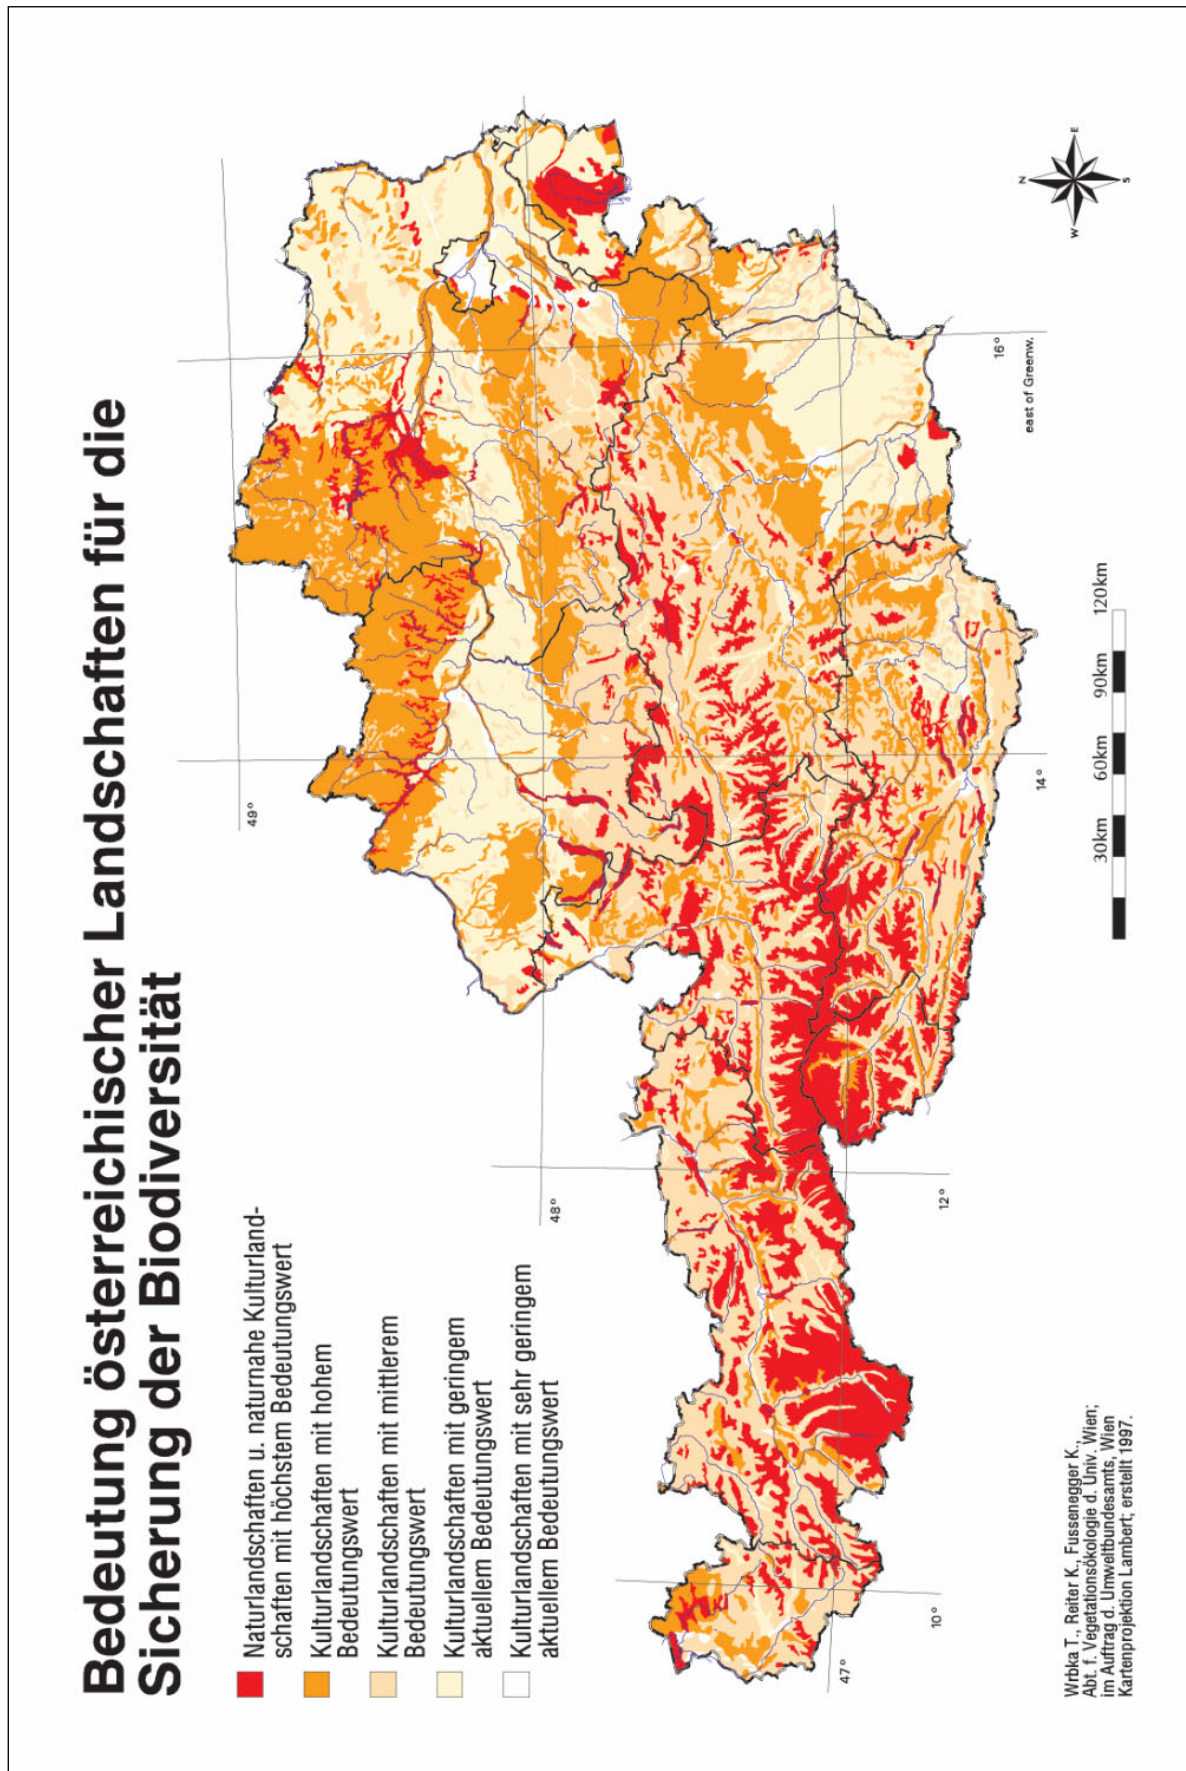 Bedeutung österreichischer Landschaften für die
Sicherung der Biodiversität
Naturlandschaften u. naturnahe Kulturland-
schaften mit höchstem Bedeutungswert
Kulturlandschaften mit hohem
Bedeutungswert
Kulturlandschaften mit mittlerem
Bedeutungswert
Kulturlandschaften mit geringem
aktuellem Bedeutungswert
Kulturlandschaften mit sehr geringem
aktuellem Bedeutungswert
49°
48°
47°
10°
12°
14°
16°
east of Greenw.
N
E
S
W
30km 60km 90km 120km
Wrbka T., Reiter K., Fussenegger K.,
Abt. f. Vegetationsökologie d. Univ. Wien;
im Auftrag d. Umweltbundesamts, Wien
Kartenprojektion Lambert; erstellt 1997.